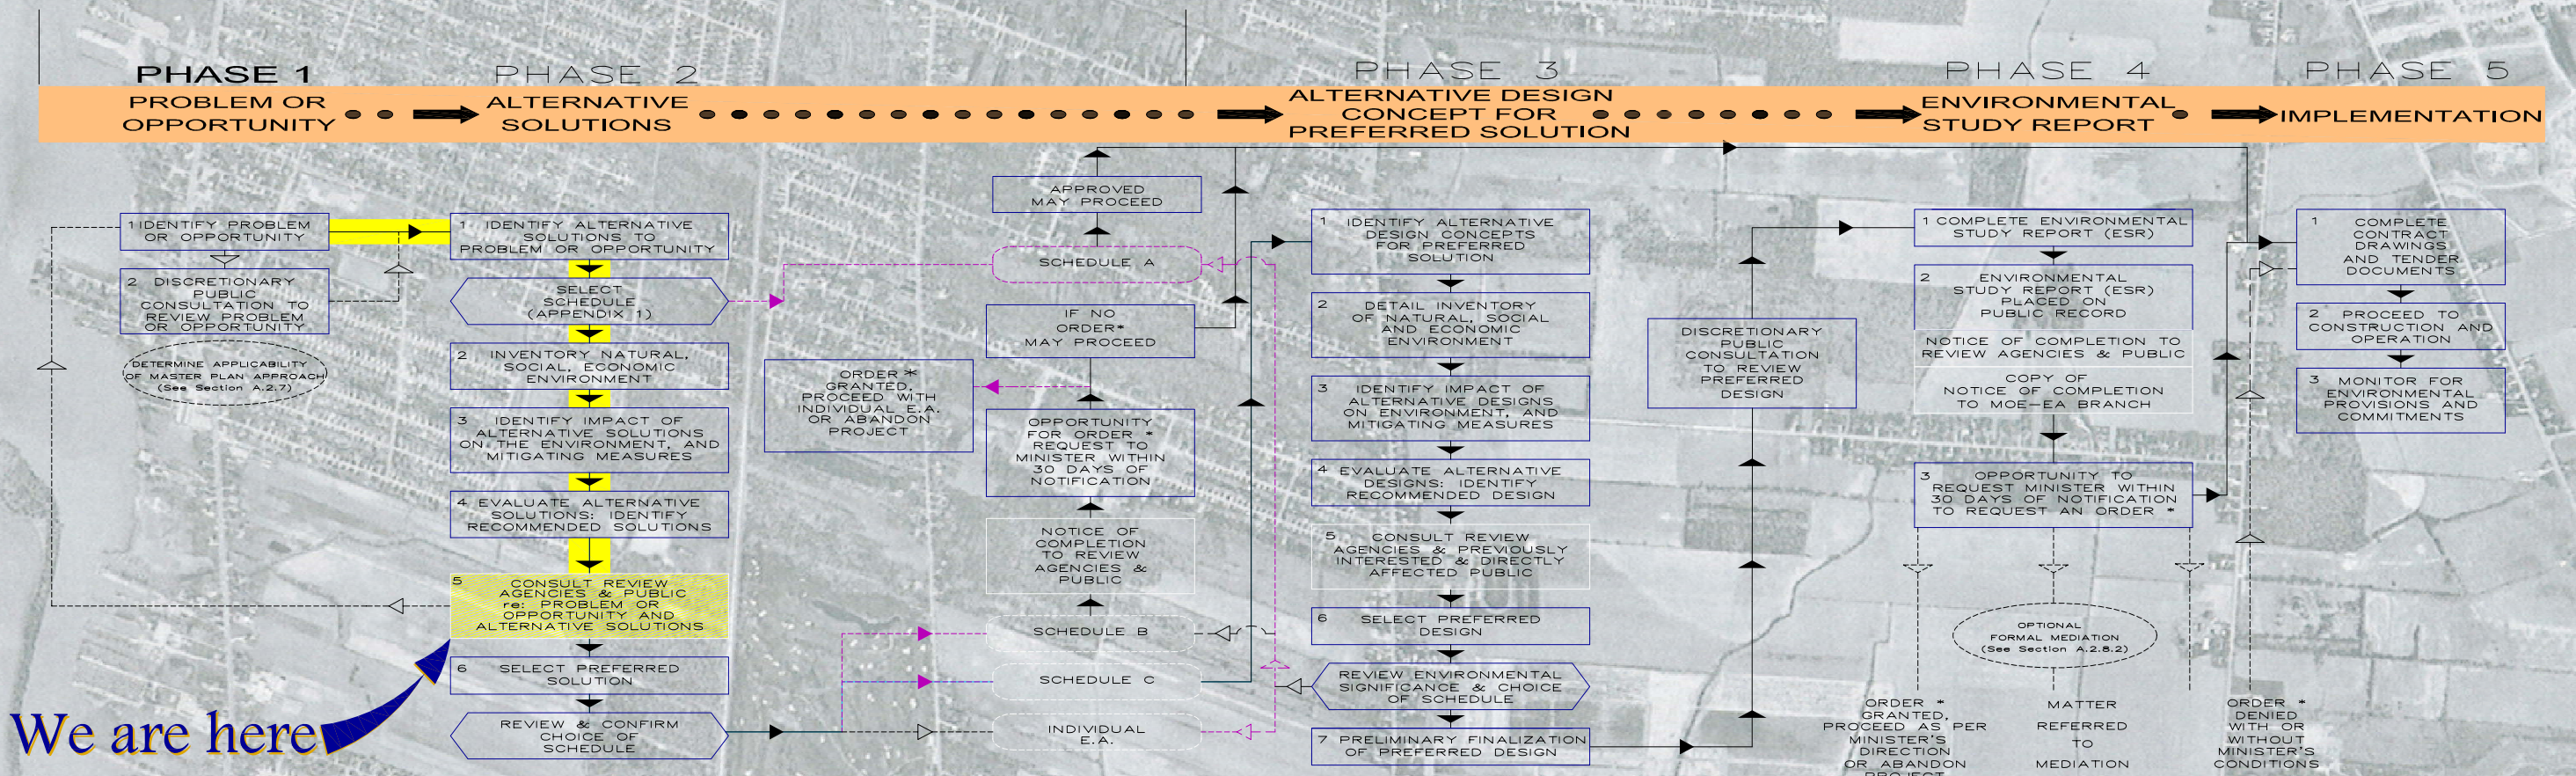 PHASE 1
PHASE 2
PHASE 3
PHASE 4
PHASE 5
PROBLEM OR
OPPORTUNITY
ALTERNATIVE
SOLUTIONS
ALTERNATIVE DESIGN
CONCEPT FOR
PREFERRED SOLUTION
ENVIRONMENTAL
STUDY REPORT
IMPLEMENTATION
1 IDENTIFY PROBLEM
OR OPPORTUNITY
2 DISCRETIONARY
PUBLIC
CONSULTATION TO
REVIEW PROBLEM
OR OPPORTUNITY
DETERMINE APPLICABILITY
OF MASTER PLAN APPROACH
(See Section A.2.7)
1 IDENTIFY ALTERNATIVE
SOLUTIONS TO
PROBLEM OR OPPORTUNITY
SELECT
SCHEDULE
(APPENDIX 1)
2 INVENTORY NATURAL,
SOCIAL, ECONOMIC
ENVIRONMENT
3 IDENTIFY IMPACT OF
ALTERNATIVE SOLUTIONS
ON THE ENVIRONMENT, AND
MITIGATING MEASURES
4 EVALUATE ALTERNATIVE
SOLUTIONS: IDENTIFY
RECOMMENDED SOLUTIONS
5 CONSULT REVIEW
AGENCIES & PUBLIC
re: PROBLEM OR
OPPORTUNITY AND
ALTERNATIVE SOLUTIONS
6 SELECT PREFERRED
SOLUTION
REVIEW & CONFIRM
CHOICE OF
SCHEDULE
We are here
ORDER *
GRANTED,
PROCEED WITH
INDIVIDUAL E.A.
OR ABANDON
PROJECT
APPROVED
MAY PROCEED
SCHEDULE A
IF NO
ORDER*
MAY PROCEED
OPPORTUNITY
FOR ORDER *
REQUEST TO
MINISTER WITHIN
30 DAYS OF
NOTIFICATION
NOTICE OF
COMPLETION
TO REVIEW
AGENCIES &
PUBLIC
SCHEDULE B
SCHEDULE C
INDIVIDUAL
E.A.
1 IDENTIFY ALTERNATIVE
DESIGN CONCEPTS
FOR PREFERRED
SOLUTION
2 DETAIL INVENTORY
OF NATURAL, SOCIAL
AND ECONOMIC
ENVIRONMENT
3 IDENTIFY IMPACT OF
ALTERNATIVE DESIGNS
ON ENVIRONMENT, AND
MITIGATING MEASURES
4 EVALUATE ALTERNATIVE
DESIGNS: IDENTIFY
RECOMMENDED DESIGN
5 CONSULT REVIEW
AGENCIES & PREVIOUSLY
INTERESTED & DIRECTLY
AFFECTED PUBLIC
6 SELECT PREFERRED
DESIGN
REVIEW ENVIRONMENTAL
SIGNIFICANCE & CHOICE
OF SCHEDULE
7 PRELIMINARY FINALIZATION
OF PREFERRED DESIGN
DISCRETIONARY
PUBLIC
CONSULTATION
TO REVIEW
PREFERRED
DESIGN
1 COMPLETE ENVIRONMENTAL
STUDY REPORT (ESR)
2 ENVIRONMENTAL
STUDY REPORT (ESR)
PLACED ON
PUBLIC RECORD
NOTICE OF COMPLETION TO
REVIEW AGENCIES & PUBLIC
COPY OF
NOTICE OF COMPLETION
TO MOE-EA BRANCH
3 OPPORTUNITY TO
REQUEST MINISTER WITHIN
30 DAYS OF NOTIFICATION
TO REQUEST AN ORDER *
OPTIONAL
FORMAL MEDIATION
(See Section A.2.8.2)
ORDER *
GRANTED,
PROCEED AS PER
MINISTER'S
DIRECTION
OR ABANDON
PROJECT
MATTER
REFERRED
TO
MEDIATION
ORDER *
DENIED
WITH OR
WITHOUT
MINISTER'S
CONDITIONS
1 COMPLETE
CONTRACT
DRAWINGS
AND TENDER
DOCUMENTS
2 PROCEED TO
CONSTRUCTION AND
OPERATION
3 MONITOR FOR
ENVIRONMENTAL
PROVISIONS AND
COMMITMENTS